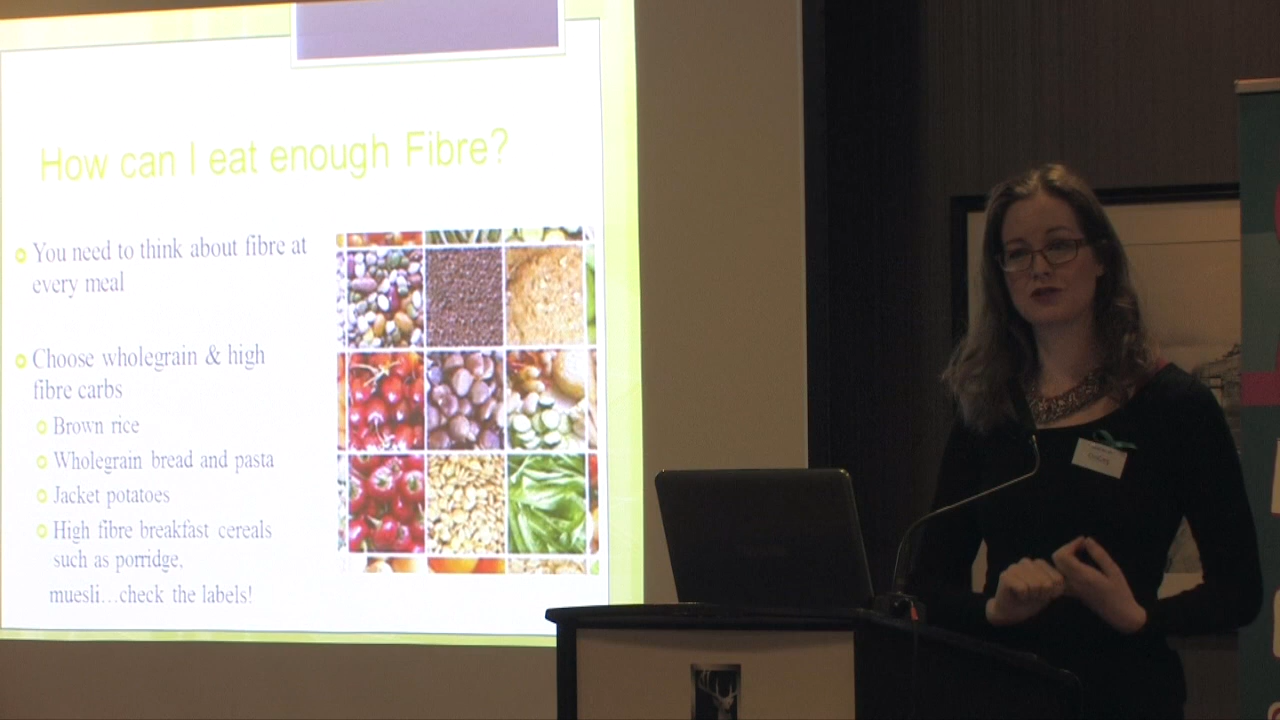 How can I eat enough Fibre?
You need to think about fibre at
every meal
Choose wholegrain & high
fibre carbs
Brown rice
Wholegrain bread and pasta
Jacket potatoes
High fibre breakfast cereals
such as porridge,
muesli...check the labels!